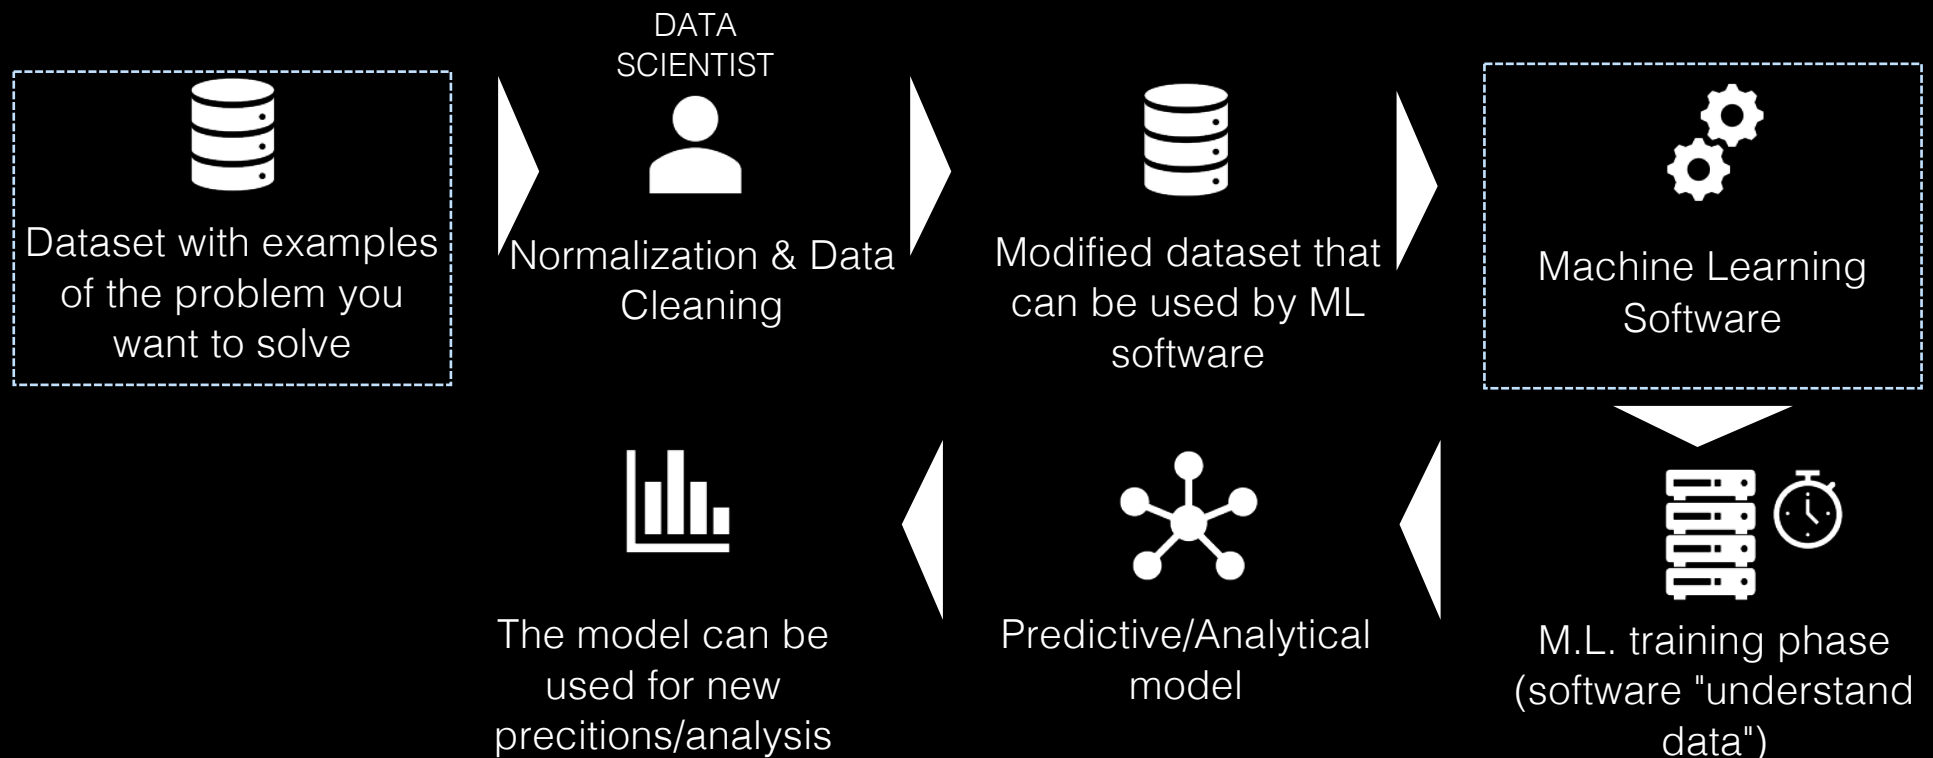 DATA
SCIENTIST
Dataset with examples
of the problem you
want to solve
Normalization & Data
Cleaning
Modified dataset that
can be used by ML
software
Machine Learning
Software
The model can be
used for new
precitions/analysis
Predictive/Analytical
model
M.L. training phase
(software "understand
data")